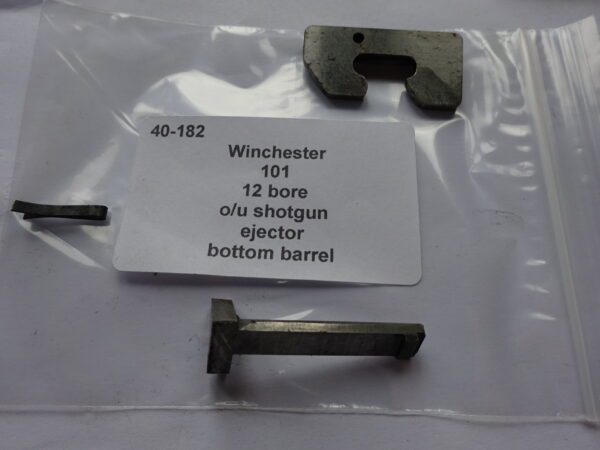 40-182
Winchester
101
12 bore
o/u shotgun
ejector
bottom barrel